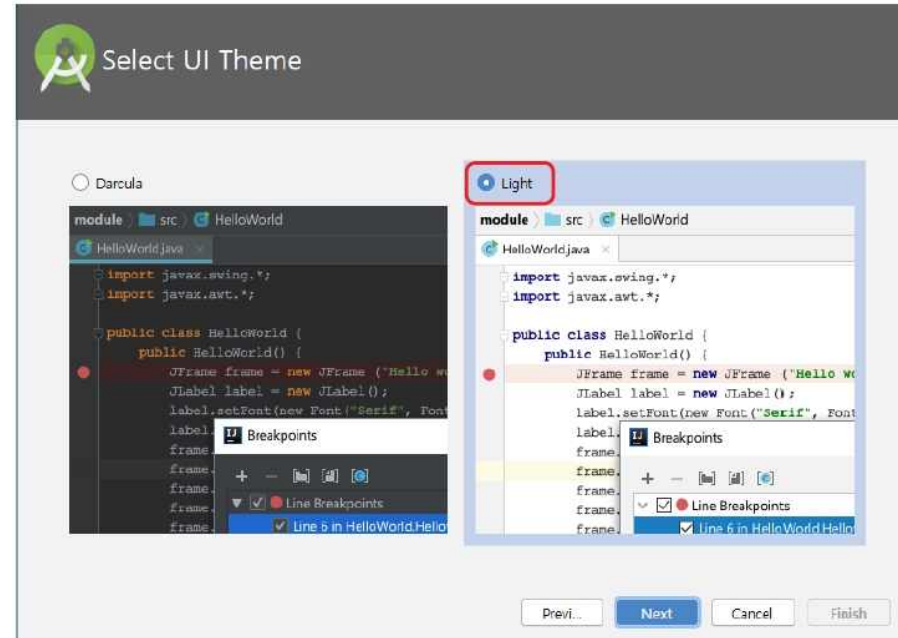 Select UI Theme
Darcula
module src HelloWorld
HelloWorld.java ×
import javax.swing.*;
import javax.awt.*;
public class HelloWorld {
public HelloWorld() {
JFrame frame = new JFrame ("Hello wo
JLabel label = new JLabel();
label.setFont(new Font("Serif", Font
label.
frame.
frame.
frame.
frame.
frame.
Breakpoints
Line Breakpoints
Line 6 in HelloWorld.Hello
Light
module src HelloWorld
HelloWorld.java ×
import javax.swing.*;
import javax.awt.*;
public class HelloWorld {
public HelloWorld() {
JFrame frame = new JFrame ("Hello wo
JLabel label = new JLabel();
label.setFont(new Font("Serif", Font
label.
frame.
frame.
frame.
frame.
frame.
Breakpoints
Line Breakpoints
Line 6 in HelloWorld.Hello
Previ... Next Cancel Finish